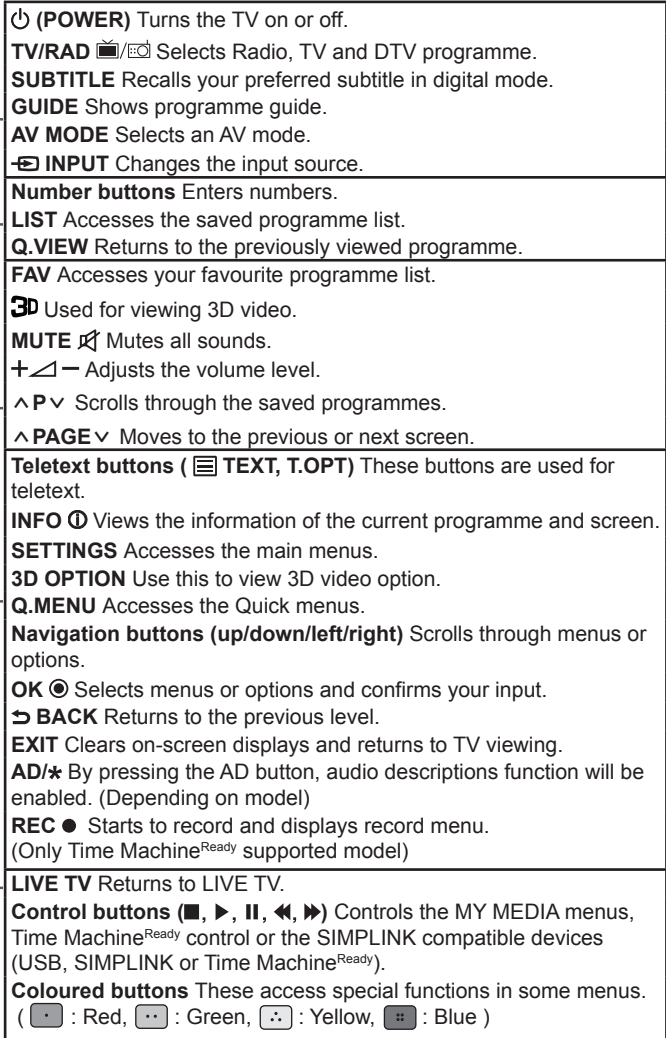 (POWER) Turns the TV on or off.
TV/RAD / Selects Radio, TV and DTV programme.
SUBTITLE Recalls your preferred subtitle in digital mode.
GUIDE Shows programme guide.
AV MODE Selects an AV mode.
INPUT Changes the input source.
Number buttons Enters numbers.
LIST Accesses the saved programme list.
Q.VIEW Returns to the previously viewed programme.
FAV Accesses your favourite programme list.
3D Used for viewing 3D video.
MUTE Mutes all sounds.
+ - Adjusts the volume level.
∧ P ∨ Scrolls through the saved programmes.
∧ PAGE ∨ Moves to the previous or next screen.
Teletext buttons ( TEXT, T.OPT) These buttons are used for
teletext.
INFO ⓘ Views the information of the current programme and screen.
SETTINGS Accesses the main menus.
3D OPTION Use this to view 3D video option.
Q.MENU Accesses the Quick menus.
Navigation buttons (up/down/left/right) Scrolls through menus or
options.
OK ◉ Selects menus or options and confirms your input.
BACK Returns to the previous level.
EXIT Clears on-screen displays and returns to TV viewing.
AD/* By pressing the AD button, audio descriptions function will be
enabled. (Depending on model)
REC ● Starts to record and displays record menu.
(Only Time MachineReady supported model)
LIVE TV Returns to LIVE TV.
Control buttons (■, ▶, II, ◀◀, ▶▶) Controls the MY MEDIA menus,
Time MachineReady control or the SIMPLINK compatible devices
(USB, SIMPLINK or Time MachineReady).
Coloured buttons These access special functions in some menus.
( : Red, : Green, : Yellow, : Blue )